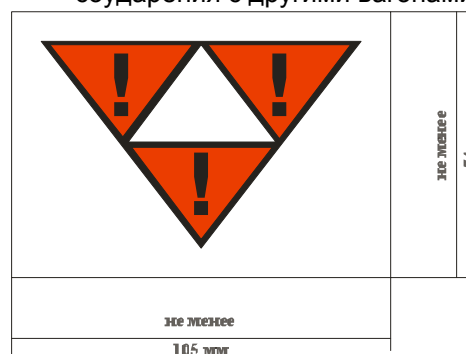 соударения с другими вагонами
!
!
!
не менее
не менее
105 мм